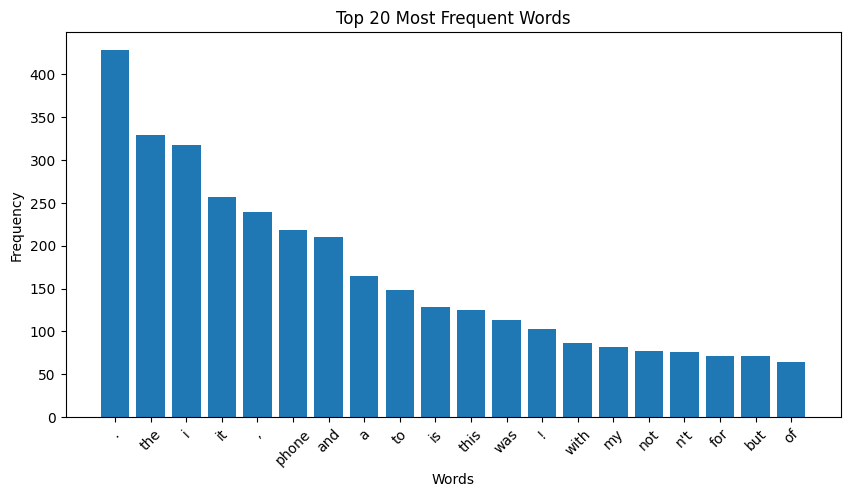 Top 20 Most Frequent Words
Frequency
400
350
300
250
200
150
100
50
0
. the i it , phone and a to is this was ! with my not n't for but of
Words